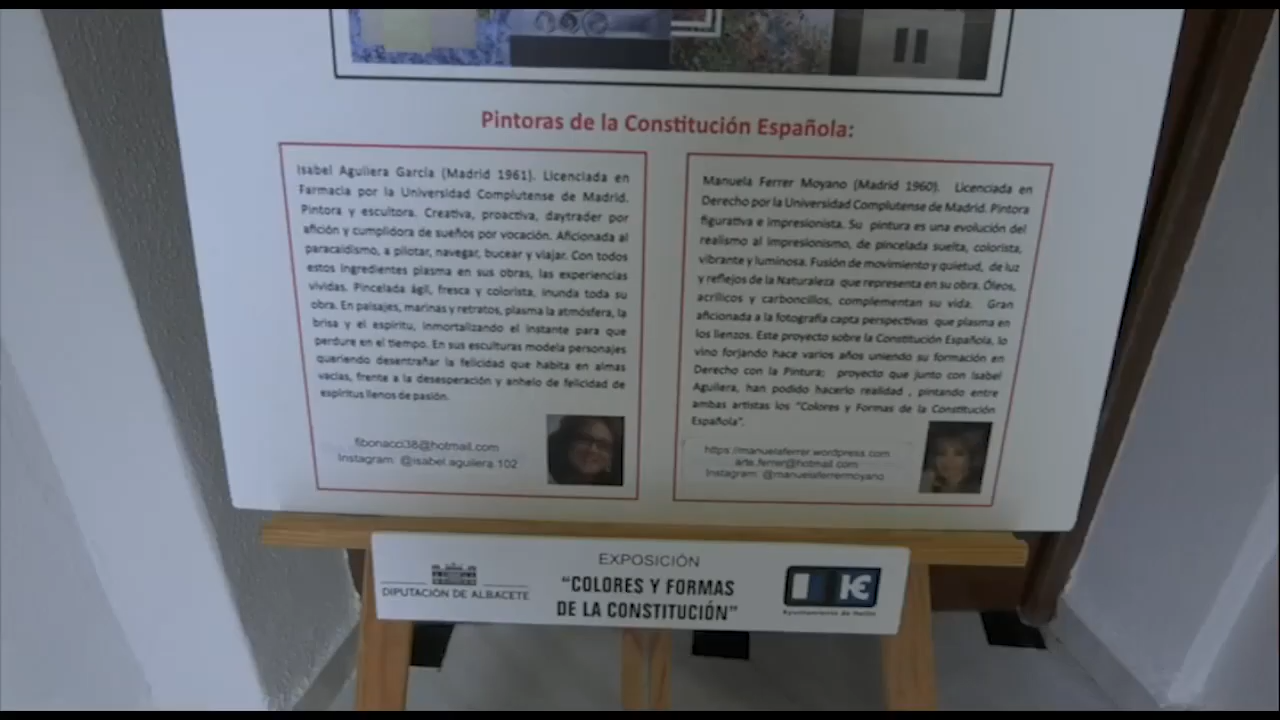 Pintoras de la Constitución Española:
Isabel Aguilera García (Madrid 1961). Licenciada en
Farmacia por la Universidad Complutense de Madrid.
Pintora y escultora. Creativa, proactiva, daytrader por
afición y cumplidora de sueños por vocación. Aficionada al
paracaidismo, a pilotar, navegar, bucear y viajar. Con todos
estos ingredientes plasma en sus obras, las experiencias
vividas. Pincelada ágil, fresca y colorista, inunda toda su
obra. En paisajes, marinas y retratos, plasma la atmósfera, la
brisa y el espíritu, inmortalizando el instante para que
perdure en el tiempo. En sus esculturas modela personajes
queriendo desentrañar la felicidad que habita en almas
vacías, frente a la desesperación y anhelo de felicidad de
espíritus llenos de pasión.
fibonacci38@hotmail.com
Instagram: @isabel.aguilera.102
Manuela Ferrer Moyano (Madrid 1960). Licenciada en
Derecho por la Universidad Complutense de Madrid. Pintora
figurativa e impresionista. Su pintura es una evolución del
realismo al impresionismo, de pincelada suelta, colorista,
vibrante y luminosa. Fusión de movimiento y quietud, de luz
y reflejos de la Naturaleza que representa en su obra. Óleos,
acrílicos y carboncillos, complementan su vida. Gran
aficionada a la fotografía capta perspectivas que plasma en
los lienzos. Este proyecto sobre la Constitución Española, lo
vino forjando hace varios años uniendo su formación en
Derecho con la Pintura; proyecto que junto con Isabel
Aguilera, han podido hacerlo realidad , pintando entre
ambas artistas los "Colores y Formas de la Constitución
Española".
https://manuelaferrer.wordpress.com
arte.ferrer@hotmail.com
Instagram: @manuelaferrermoyano
DIPUTACIÓN DE ALBACETE
EXPOSICIÓN
"COLORES Y FORMAS
DE LA CONSTITUCIÓN"
Ayuntamiento de Hellín